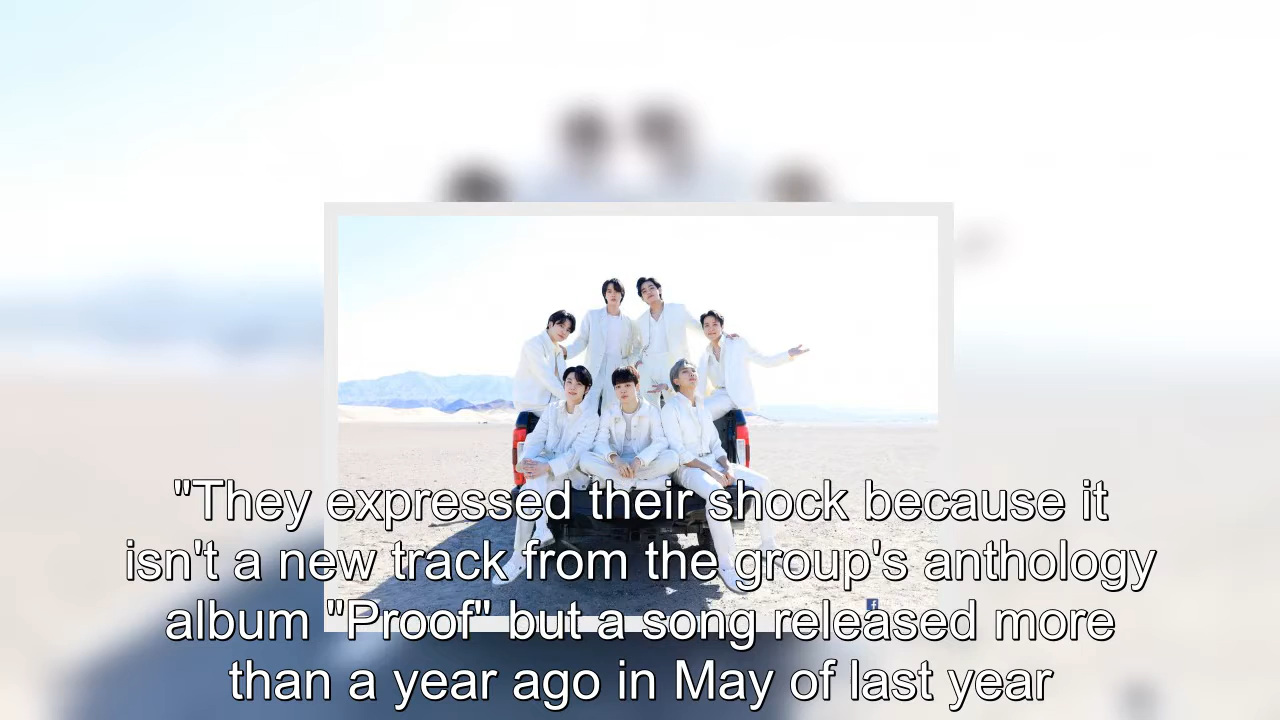 "They expressed their shock because it
isn't a new track from the group's anthology
album "Proof" but a song released more
than a year ago in May of last year